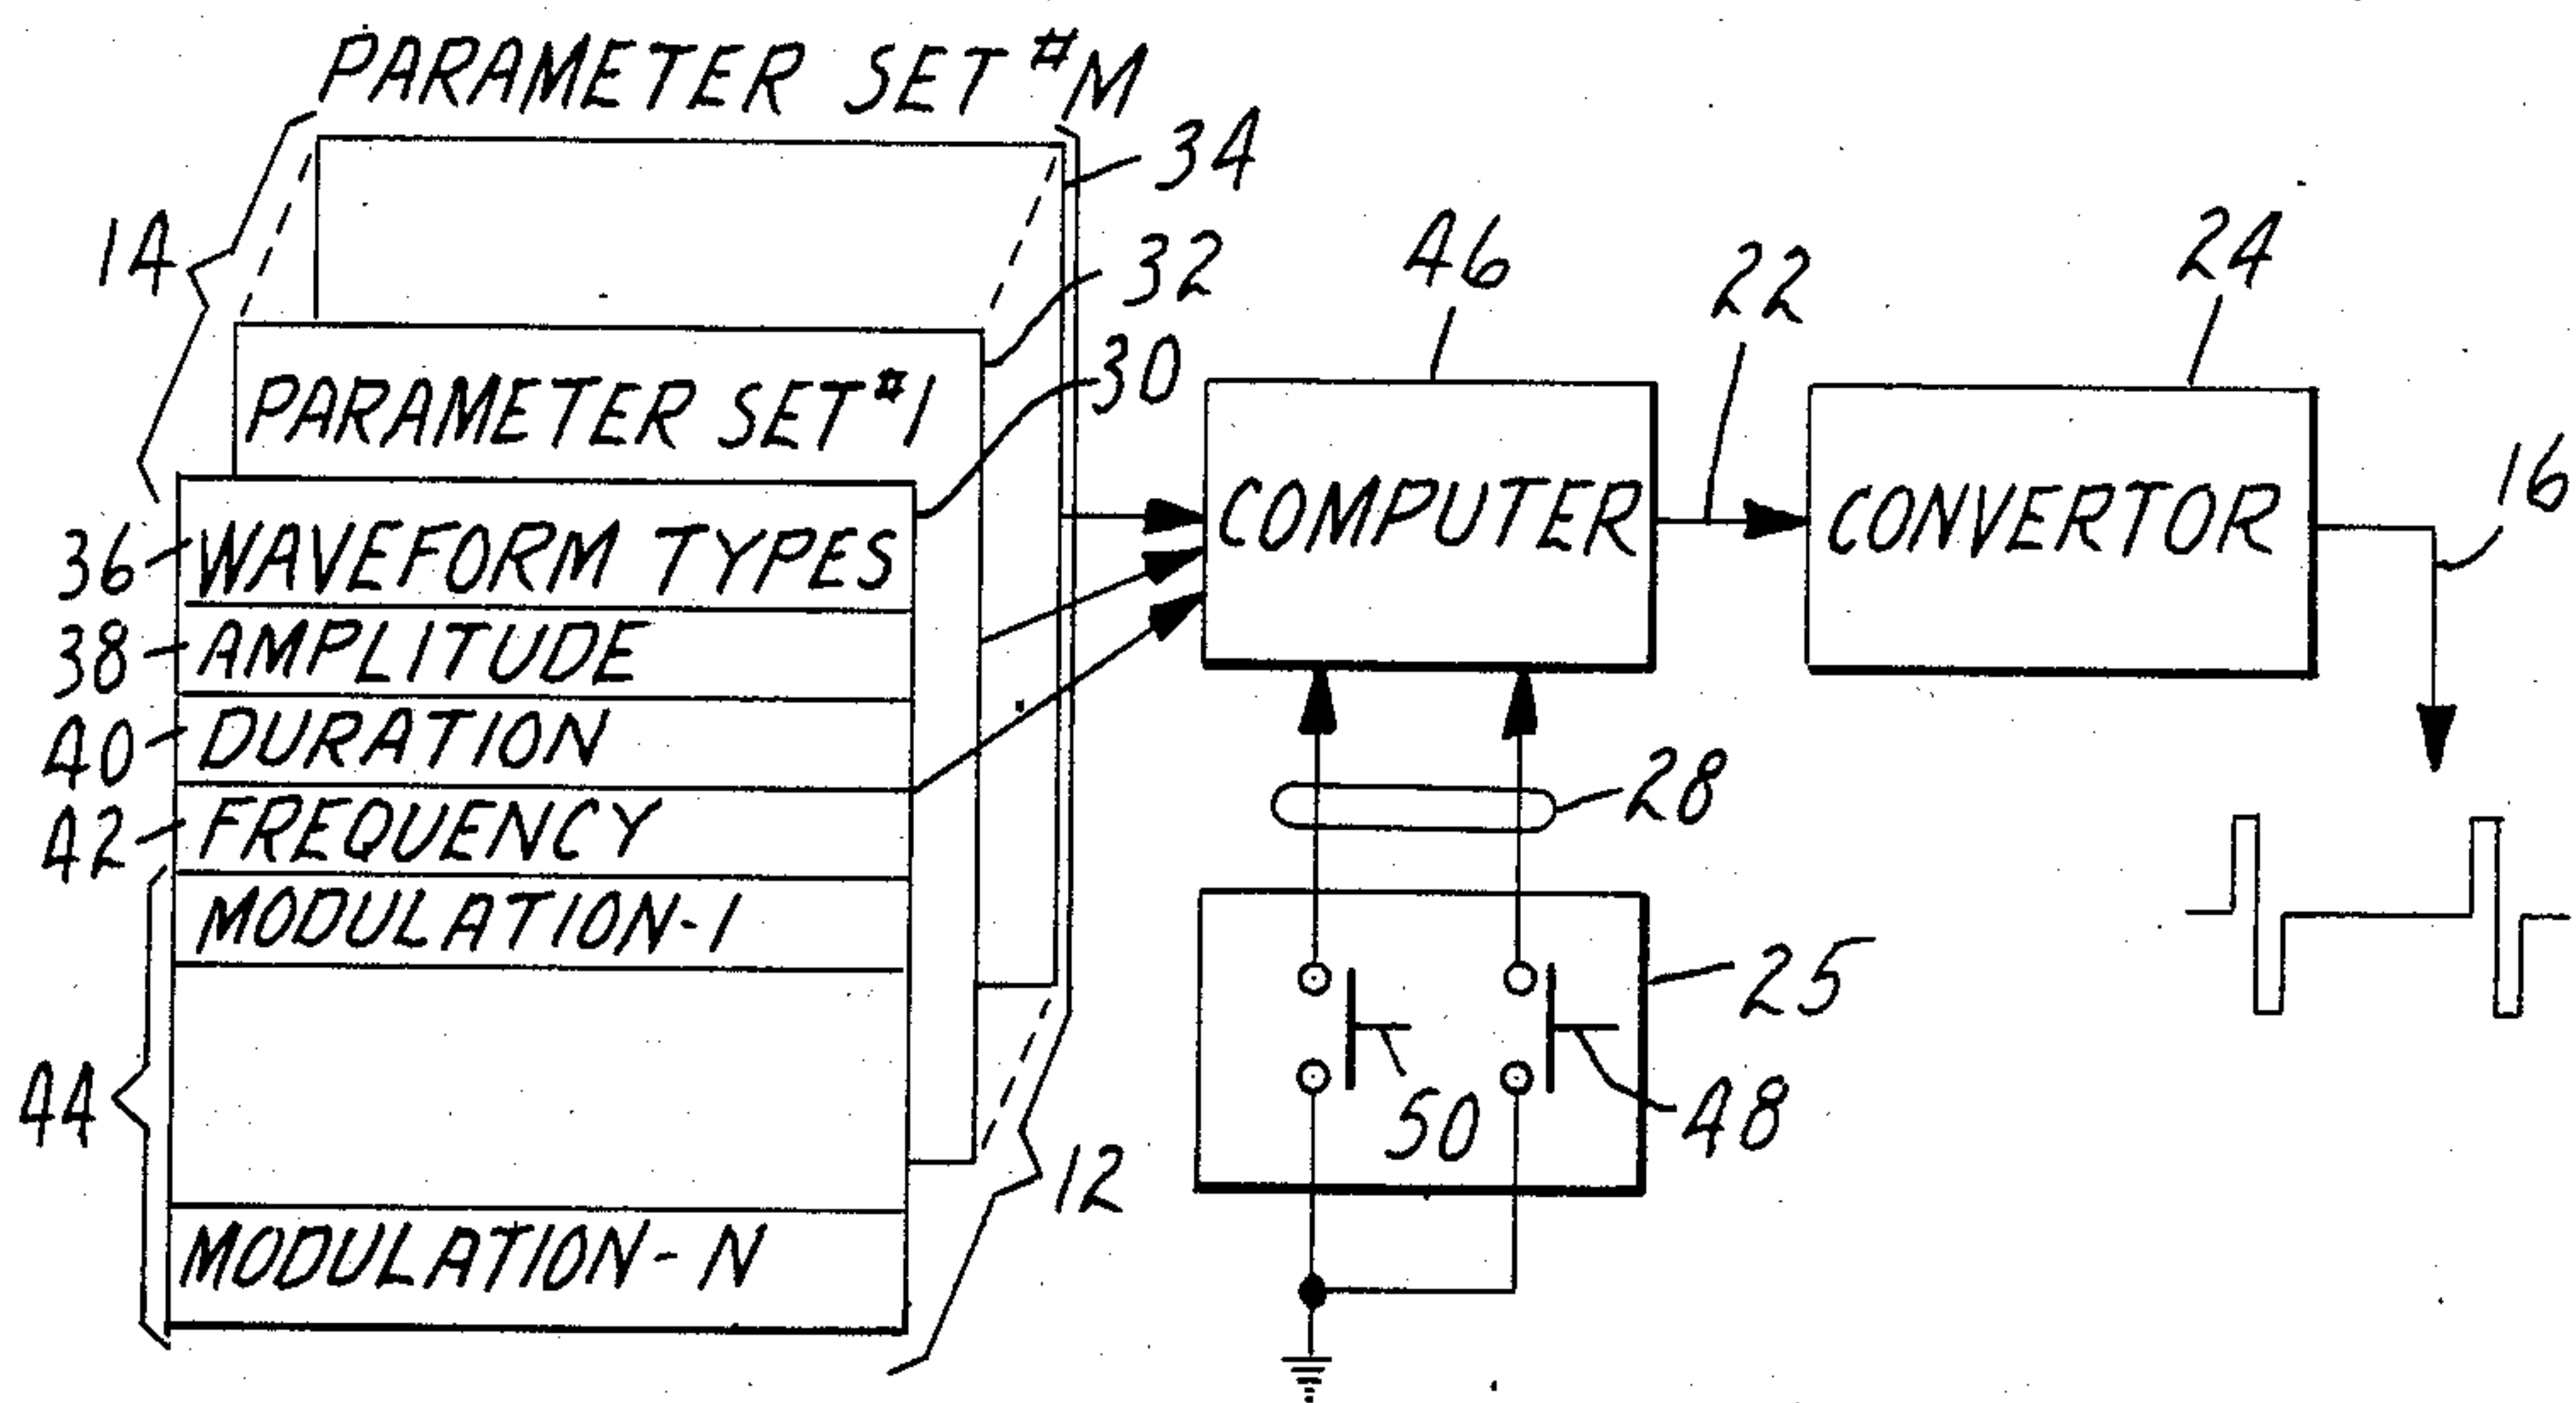 PARAMETER SET #M
34
14
32
46
22
24
30
PARAMETER SET #1
16
36 WAVEFORM TYPES
COMPUTER
CONVERTOR
38 AMPLITUDE
40 DURATION
28
42 FREQUENCY
MODULATION-1
25
44
50
48
12
MODULATION-N